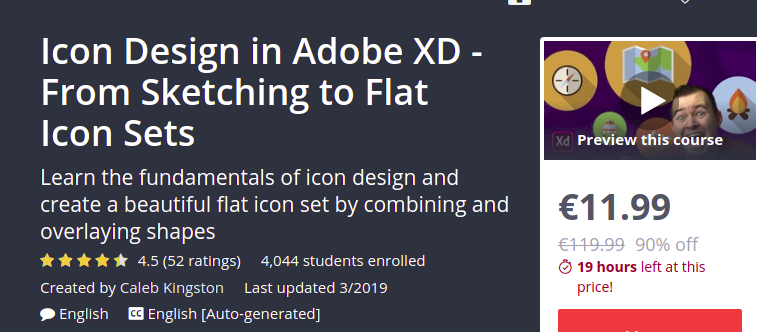 Icon Design in Adobe XD -
From Sketching to Flat
Icon Sets
Learn the fundamentals of icon design and
create a beautiful flat icon set by combining and
overlaying shapes
4.5 (52 ratings) 4,044 students enrolled
Created by Caleb Kingston Last updated 3/2019
English CC English [Auto-generated]
Xd Preview this course
€11.99
€119.99 90% off
19 hours left at this
price!